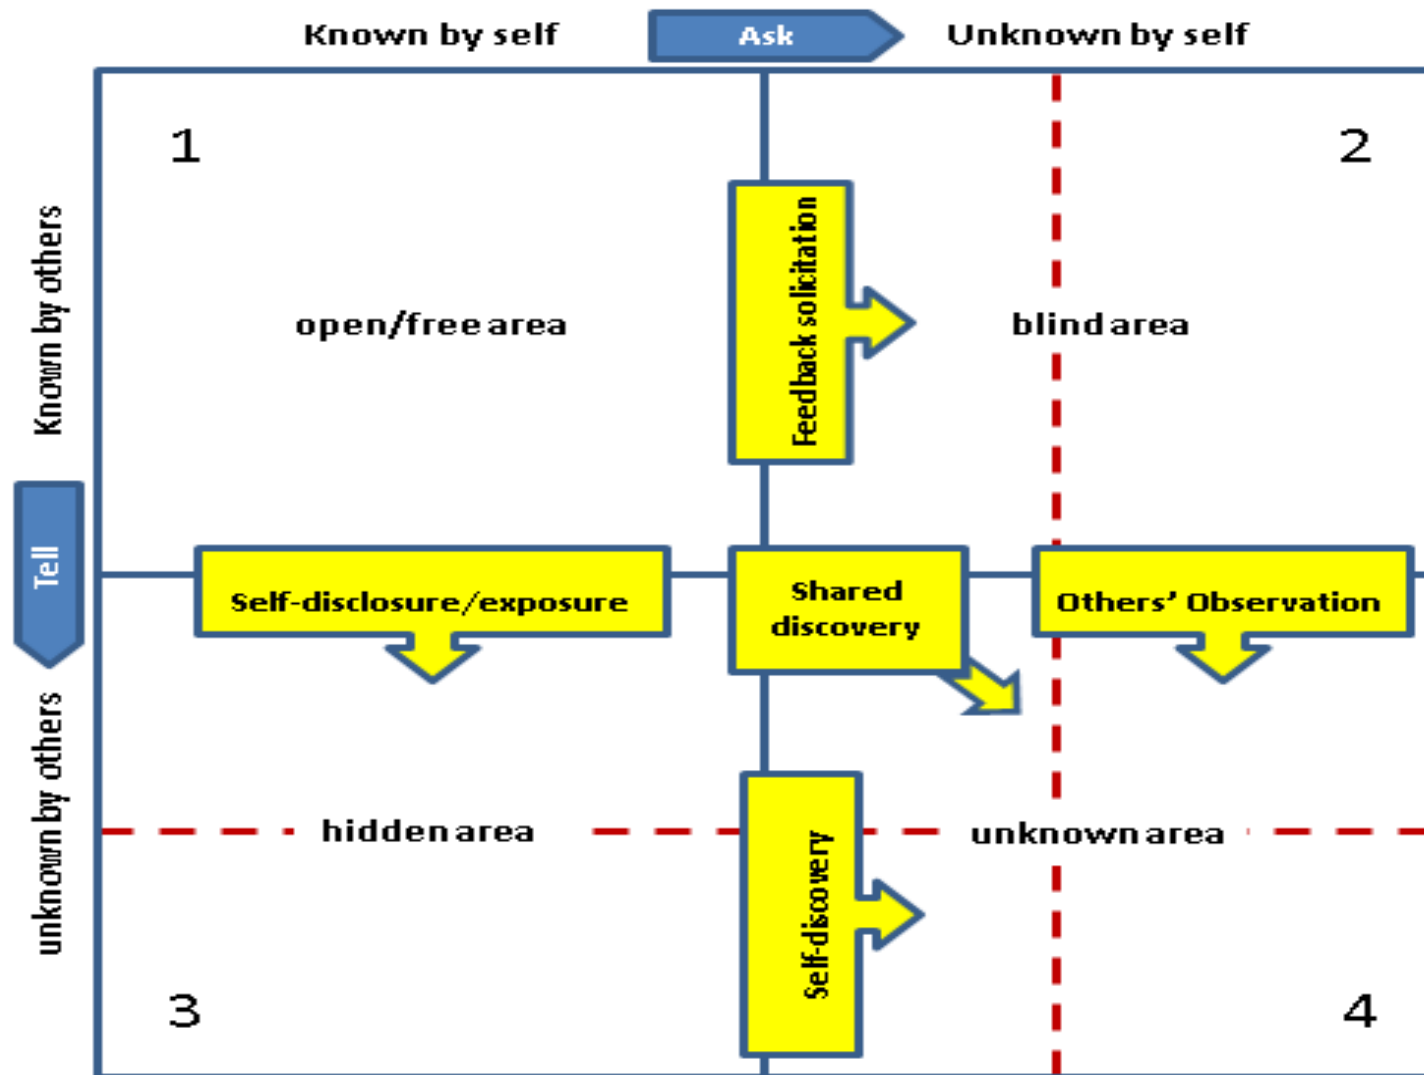 Known by self
Ask
Unknown by self
1
2
Known by others
Feedback solicitation
open/free area
blind area
Tell
Self-disclosure/exposure
Shared
discovery
Others’ Observation
unknown by others
hidden area
unknown area
Self-discovery
3
4